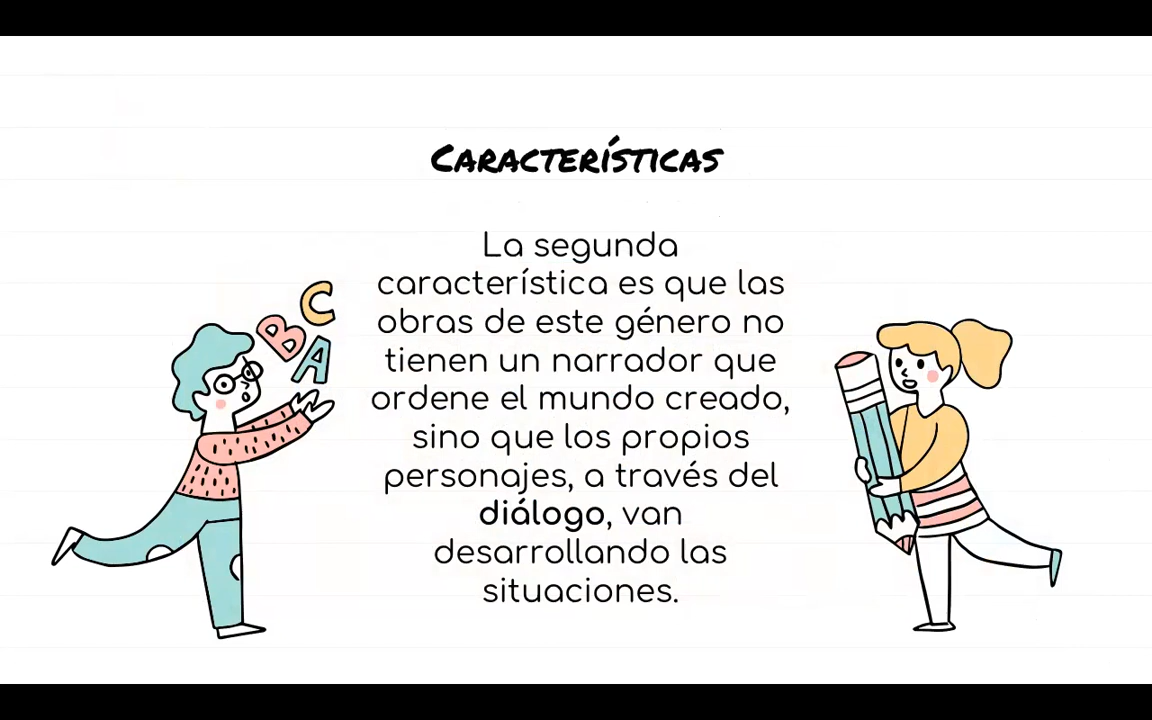 Características
La segunda
característica es que las
obras de este género no
tienen un narrador que
ordene el mundo creado,
sino que los propios
personajes, a través del
diálogo, van
desarrollando las
situaciones.
C
B
A